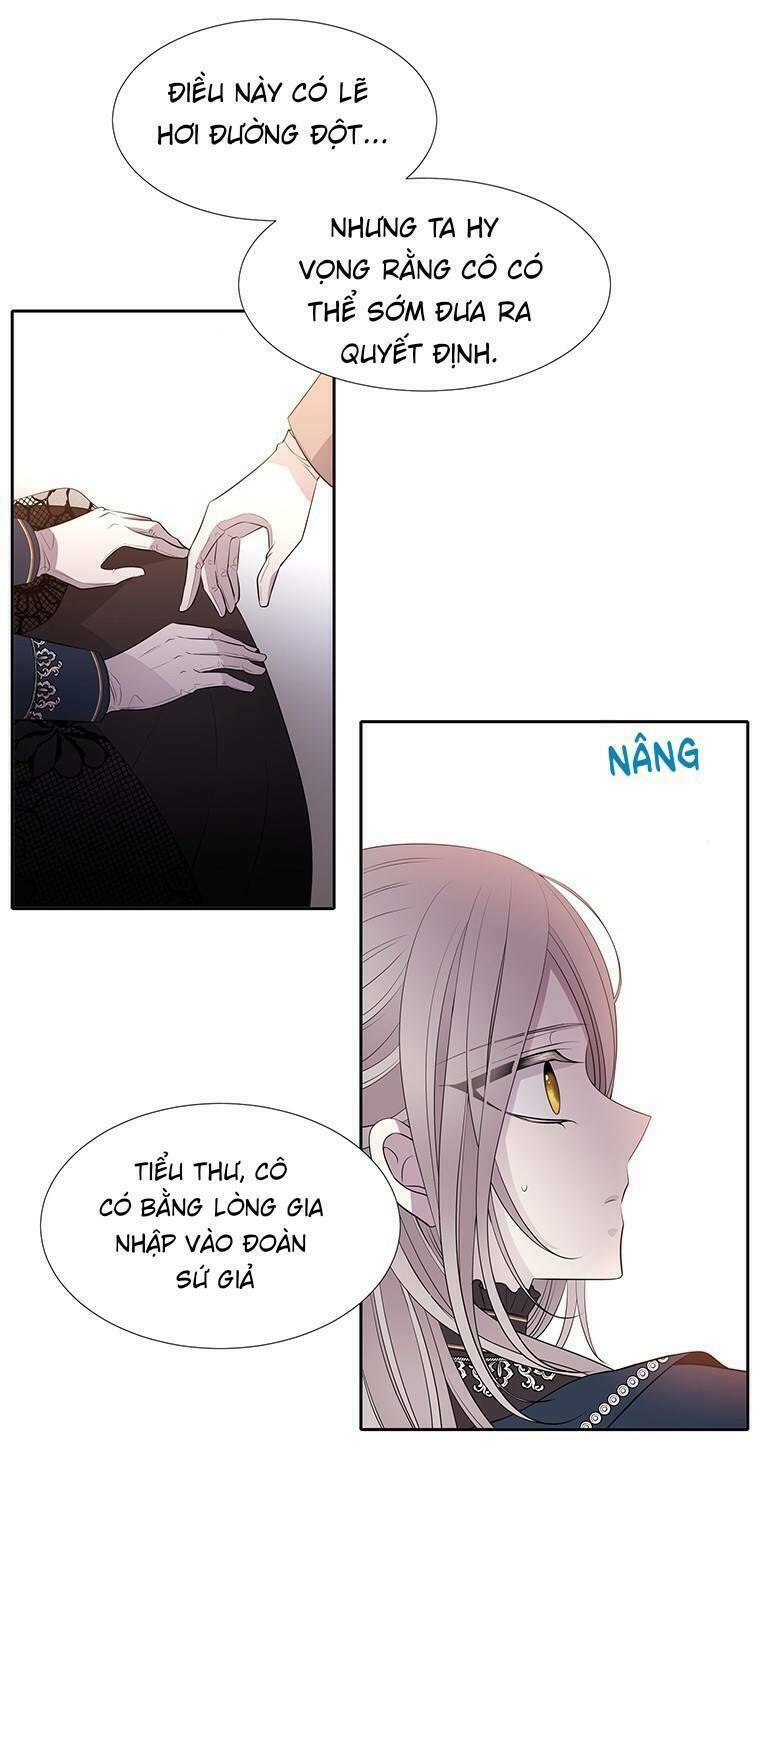 ĐIỀU NÀY CÓ LẼ
HƠI ĐƯỜNG ĐỘT...
NHƯNG TA HY
VỌNG RẰNG CÔ CÓ
THỂ SỚM ĐƯA RA
QUYẾT ĐỊNH.
NÂNG
TIỂU THƯ, CÔ
CÓ BẰNG LÒNG GIA
NHẬP VÀO ĐOÀN
SỨ GIẢ